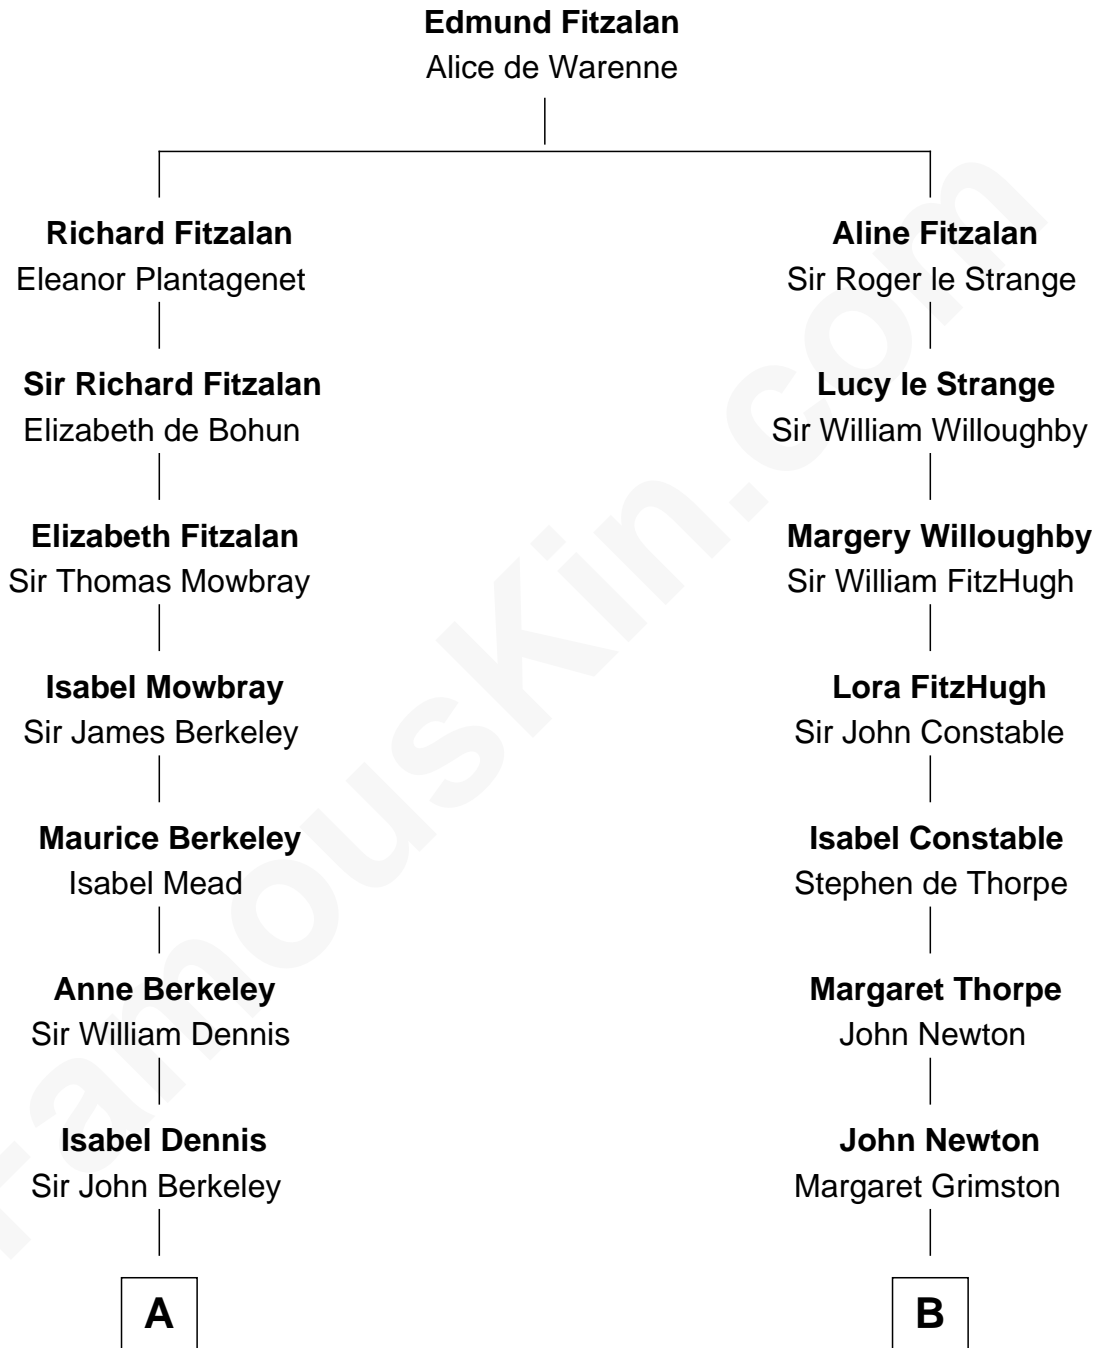 Edmund Fitzalan
Alice de Warenne
Richard Fitzalan
Eleanor Plantagenet
Aline Fitzalan
Sir Roger le Strange
Sir Richard Fitzalan
Elizabeth de Bohun
Lucy le Strange
Sir William Willoughby
Elizabeth Fitzalan
Sir Thomas Mowbray
Margery Willoughby
Sir William FitzHugh
Isabel Mowbray
Sir James Berkeley
Lora FitzHugh
Sir John Constable
Maurice Berkeley
Isabel Mead
Isabel Constable
Stephen de Thorpe
Anne Berkeley
Sir William Dennis
Margaret Thorpe
John Newton
Isabel Dennis
Sir John Berkeley
John Newton
Margaret Grimston
A
B
FamousKin.com